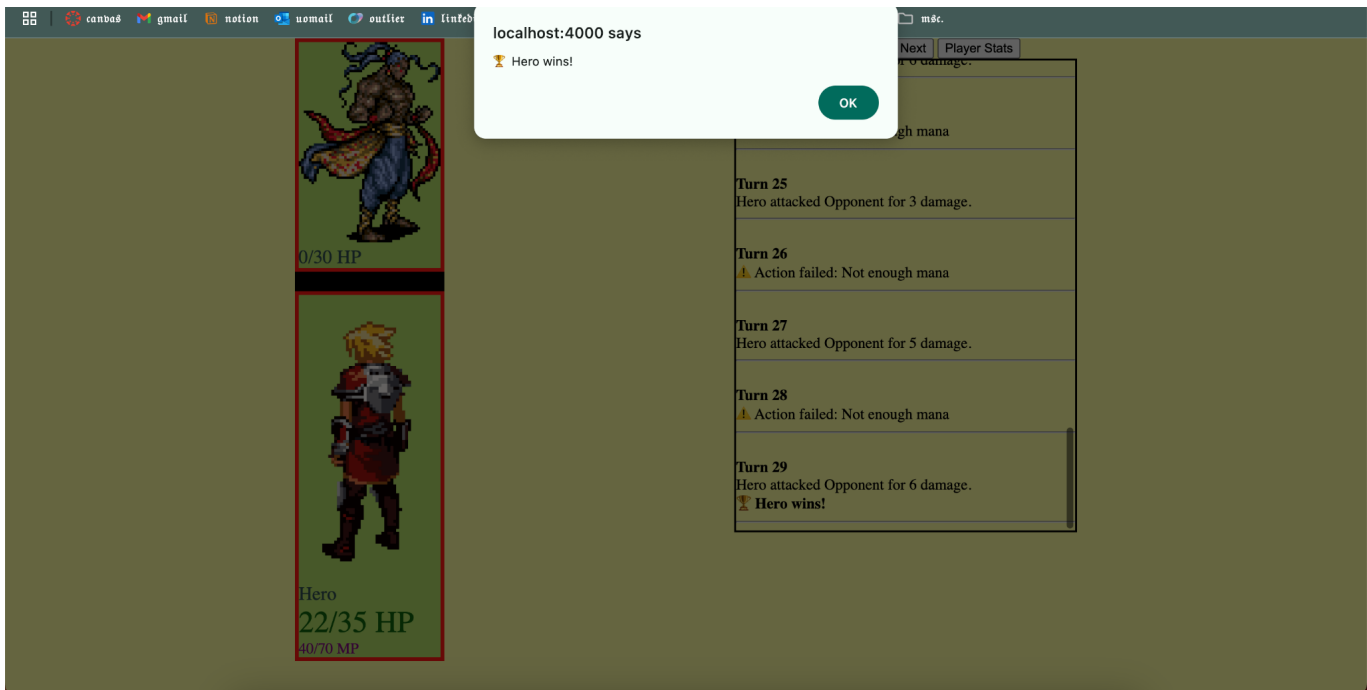 canvas gmail notion uomail outlier msc.
localhost:4000 says
🏆 Hero wins!
OK
Next Player Stats
damage.
mana
Turn 25
Hero attacked Opponent for 3 damage.
Turn 26
⚠️ Action failed: Not enough mana
Turn 27
Hero attacked Opponent for 5 damage.
Turn 28
⚠️ Action failed: Not enough mana
Turn 29
Hero attacked Opponent for 6 damage.
🏆 Hero wins!
0/30 HP
Hero
22/35 HP
40/70 MP